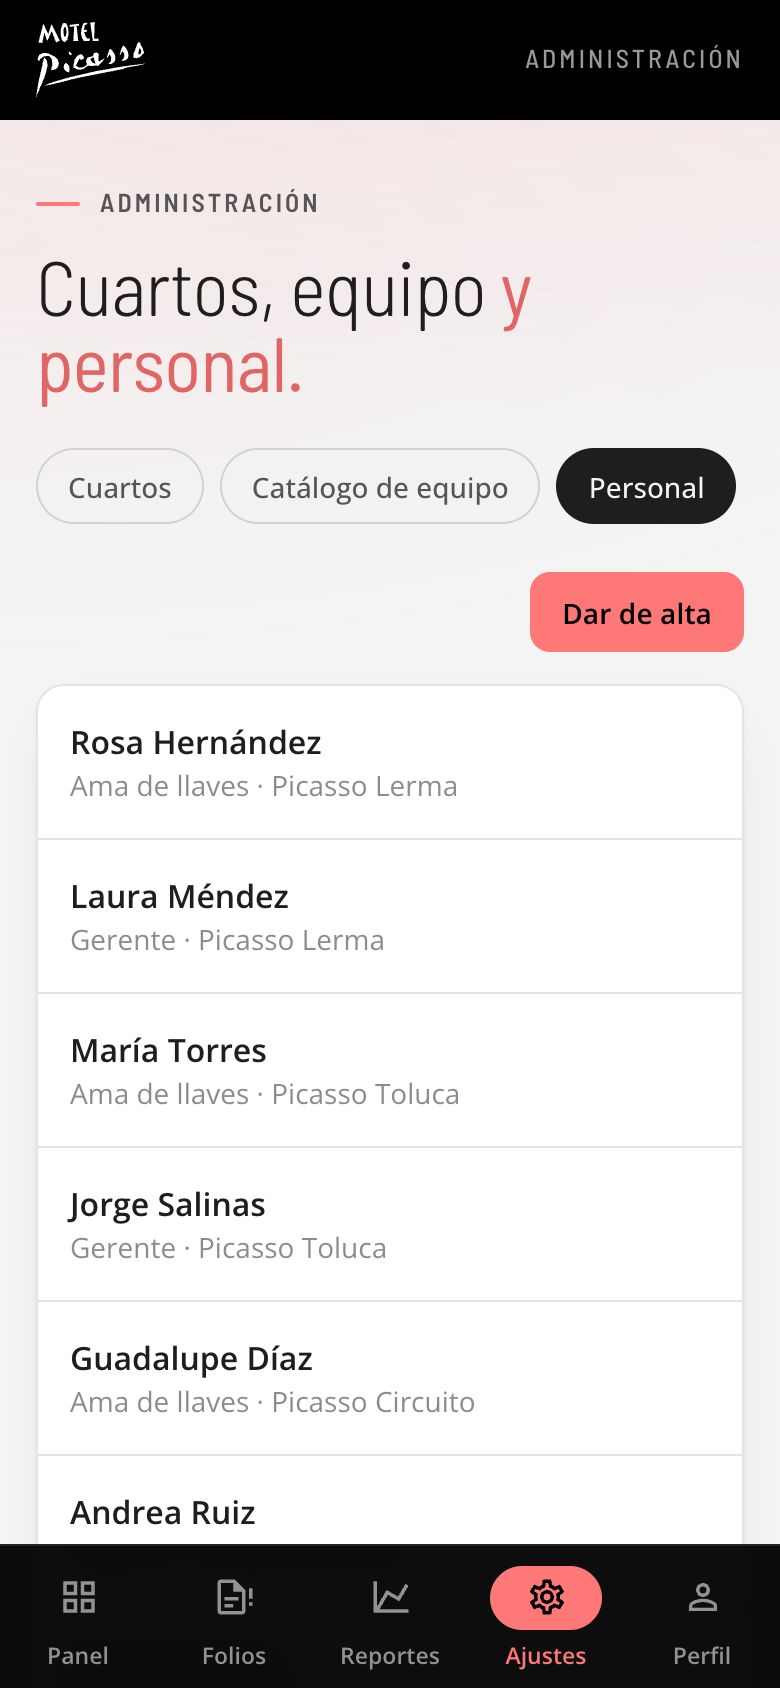 MOTEL
Picasso
ADMINISTRACIÓN
ADMINISTRACIÓN
Cuartos, equipo y
personal.
Cuartos
Catálogo de equipo
Personal
Dar de alta
Rosa Hernández
Ama de llaves · Picasso Lerma
Laura Méndez
Gerente · Picasso Lerma
María Torres
Ama de llaves · Picasso Toluca
Jorge Salinas
Gerente · Picasso Toluca
Guadalupe Díaz
Ama de llaves · Picasso Circuito
Andrea Ruiz
Panel
Folios
Reportes
Ajustes
Perfil